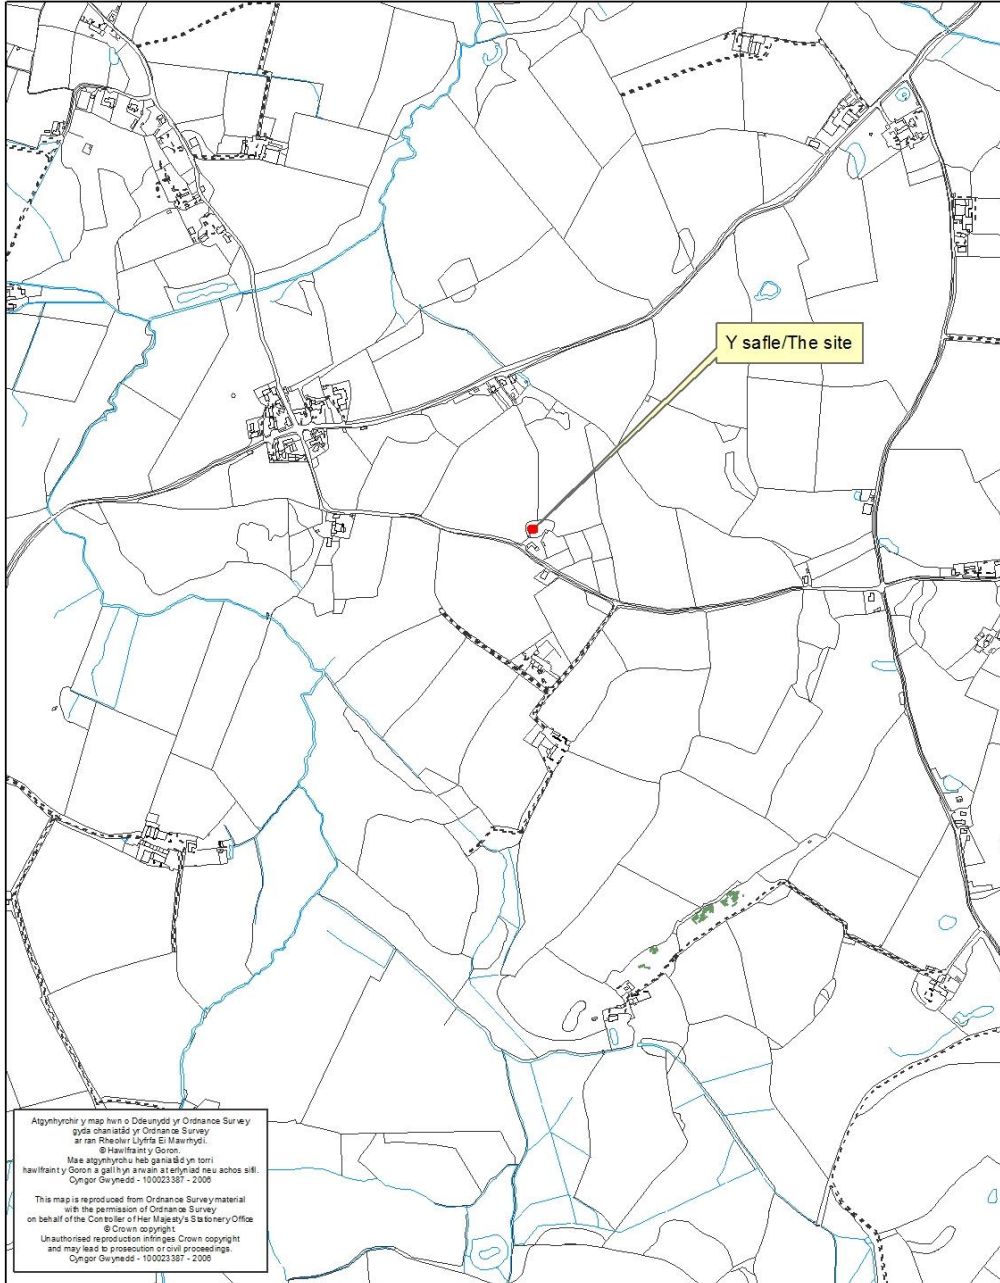 Y safle/The site
Atgynhyrchir y map hwn o Ddeunydd yr Ordnance Survey
gyda chaniatâd yr Ordnance Survey
ar ran Rheolwr Llyfrfa Ei Mawrhydi.
© Hawlfraint y Goron.
Mae atgynhyrchu heb ganiatâd yn torri
hawlfraint y Goron a gall hyn arwain at erlyniad neu achos sifil.
Cyngor Gwynedd - 100023387 - 2006
This map is reproduced from Ordnance Survey material
with the permission of Ordnance Survey
on behalf of the Controller of Her Majesty's Stationery Office
© Crown copyright.
Unauthorised reproduction infringes Crown copyright
and may lead to prosecution or civil proceedings.
Cyngor Gwynedd - 100023387 - 2006